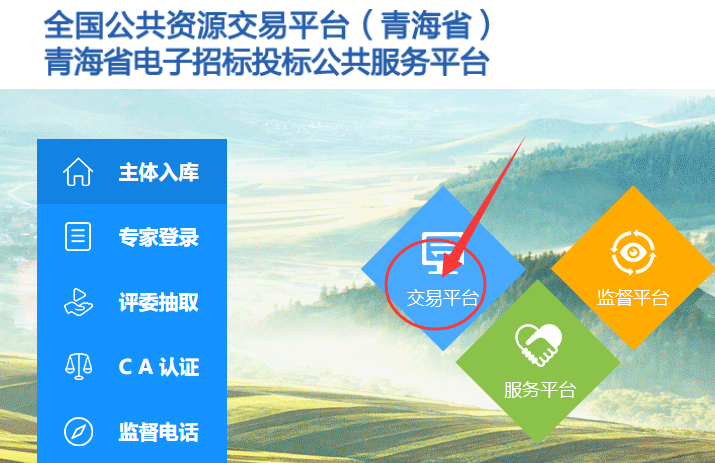 全国公共资源交易平台（青海省）
青海省电子招标投标公共服务平台
主体入库
专家登录
评委抽取
CA认证
监督电话
交易平台
监督平台
服务平台